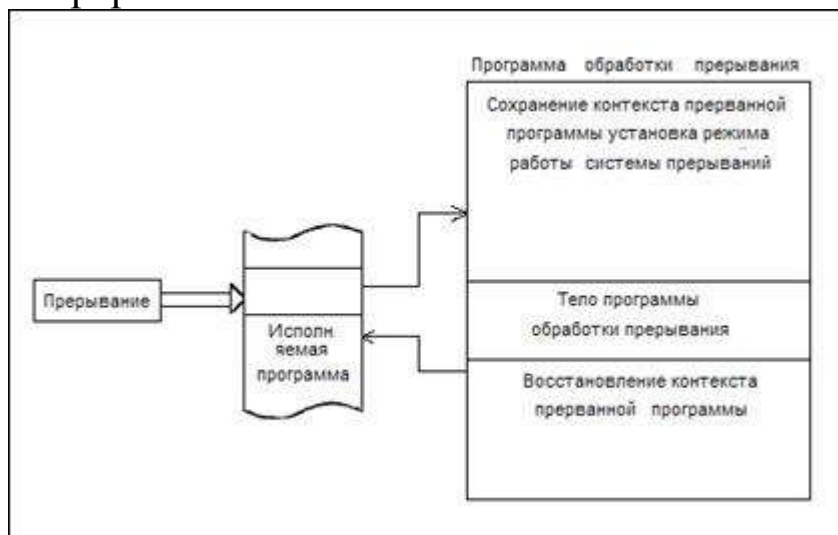 Программа обработки прерывания
Сохранение контекста прерванной
программы установка режима
работы системы прерываний
Прерывание
Исполн
яемая
программа
Тело программы
обработки прерывания
Восстановление контекста
прерванной программы